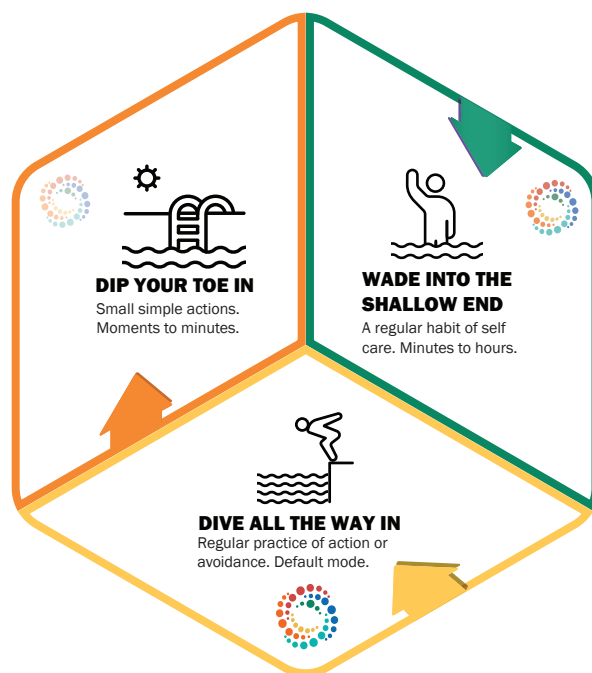 DIP YOUR TOE IN
Small simple actions.
Moments to minutes.
WADE INTO THE
SHALLOW END
A regular habit of self
care. Minutes to hours.
DIVE ALL THE WAY IN
Regular practice of action or
avoidance. Default mode.